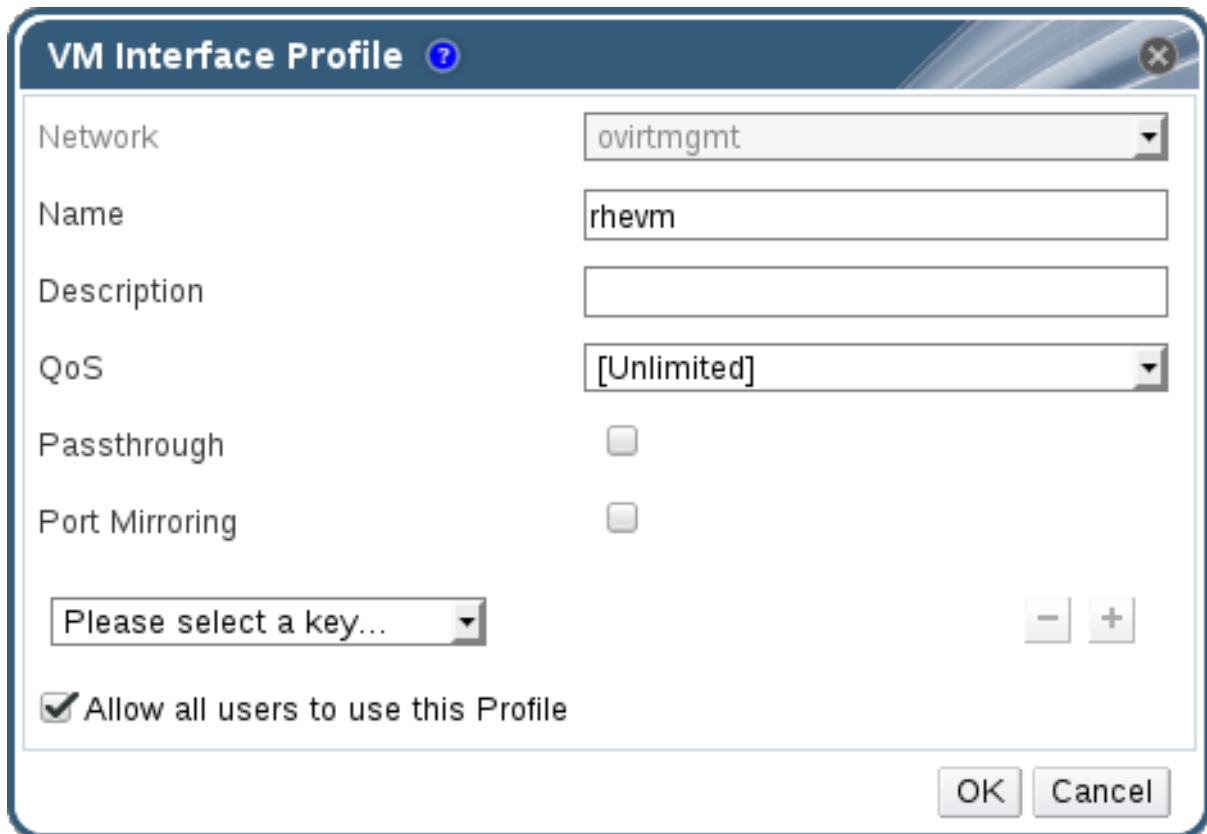 VM Interface Profile ?
Network ovirtmgmt
Name rhevm
Description
QoS [Unlimited]
Passthrough
Port Mirroring
Please select a key... − +
Allow all users to use this Profile
OK Cancel